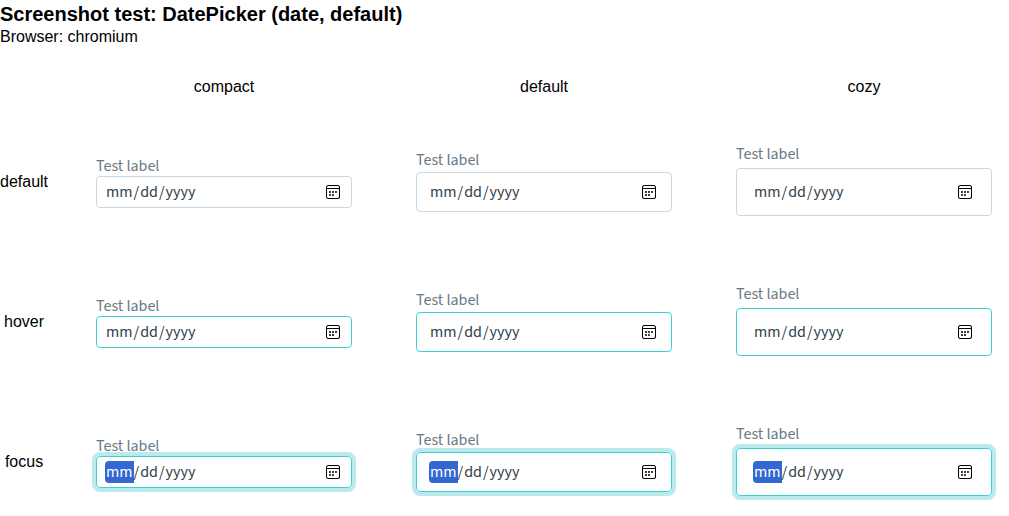 Screenshot test: DatePicker (date, default)
Browser: chromium
compact default cozy
Test label Test label Test label
default mm/dd/yyyy mm/dd/yyyy mm/dd/yyyy
Test label Test label Test label
hover mm/dd/yyyy mm/dd/yyyy mm/dd/yyyy
Test label Test label Test label
focus mm/dd/yyyy mm/dd/yyyy mm/dd/yyyy